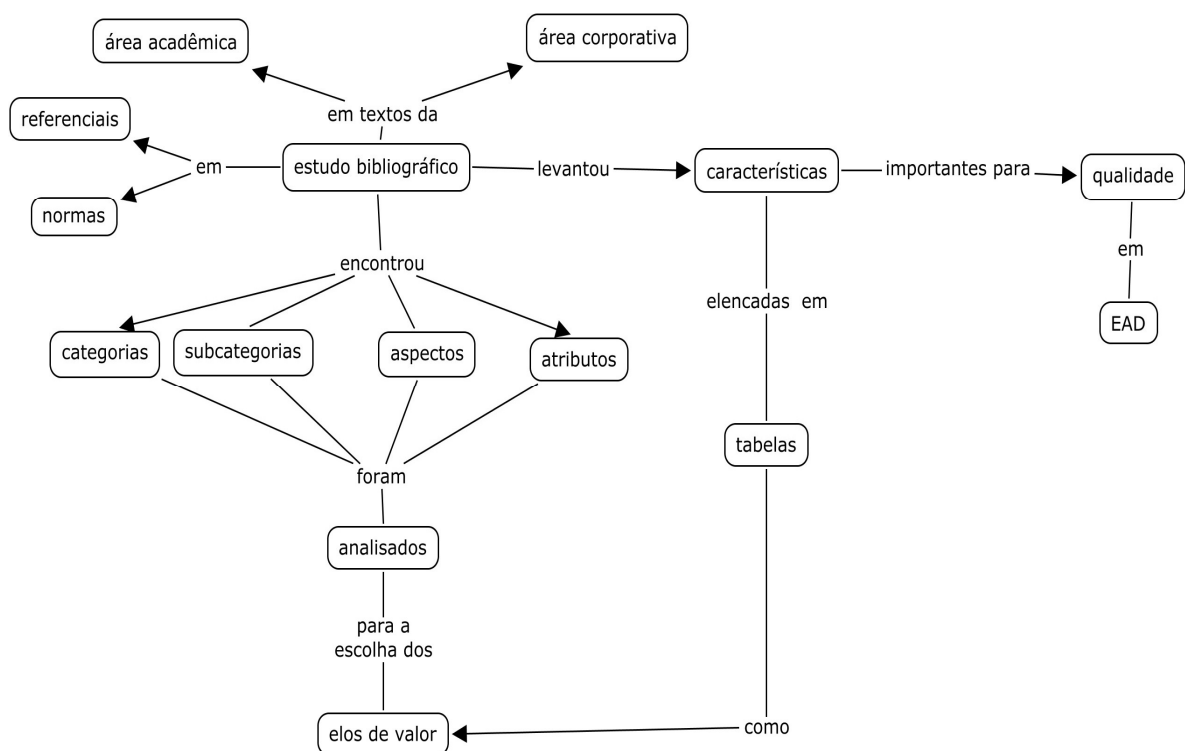 área acadêmica
área corporativa
em textos da
referenciais
em
estudo bibliográfico
levantou
características
importantes para
qualidade
normas
em
encontrou
elencadas em
EAD
categorias
subcategorias
aspectos
atributos
tabelas
foram
analisados
para a
escolha dos
elos de valor
como